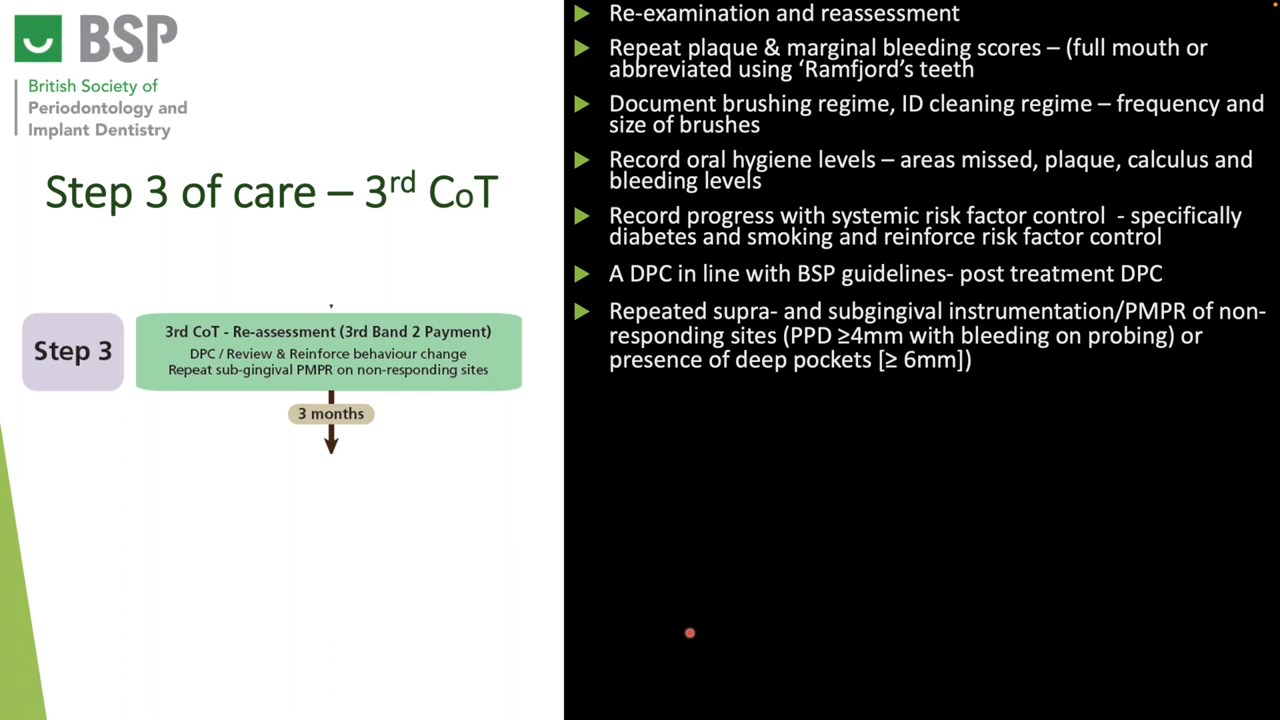 BSP
British Society of
Periodontology and
Implant Dentistry
Step 3 of care – 3rd CoT
Step 3
3rd CoT - Re-assessment (3rd Band 2 Payment)
DPC / Review & Reinforce behaviour change
Repeat sub-gingival PMPR on non-responding sites
3 months
Re-examination and reassessment
Repeat plaque & marginal bleeding scores – (full mouth or
abbreviated using ‘Ramfjord’s teeth
Document brushing regime, ID cleaning regime – frequency and
size of brushes
Record oral hygiene levels – areas missed, plaque, calculus and
bleeding levels
Record progress with systemic risk factor control - specifically
diabetes and smoking and reinforce risk factor control
A DPC in line with BSP guidelines- post treatment DPC
Repeated supra- and subgingival instrumentation/PMPR of non-
responding sites (PPD ≥4mm with bleeding on probing) or
presence of deep pockets [≥ 6mm])